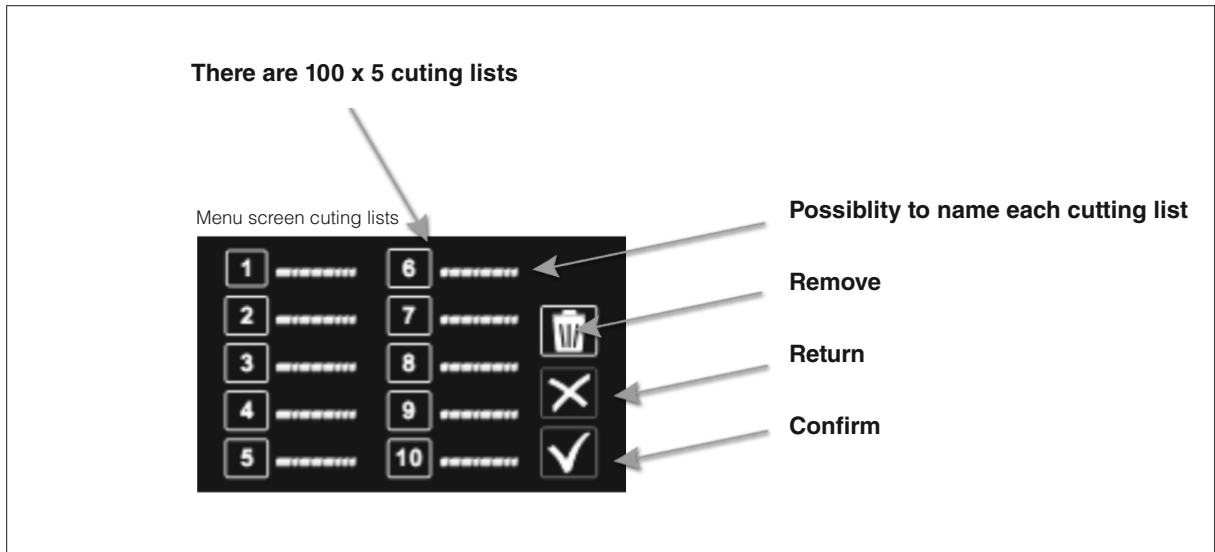 There are 100 x 5 cuting lists
Menu screen cuting lists
Possiblity to name each cutting list
1 6
2 7
3 8
4 9
5 10
Remove
Return
Confirm